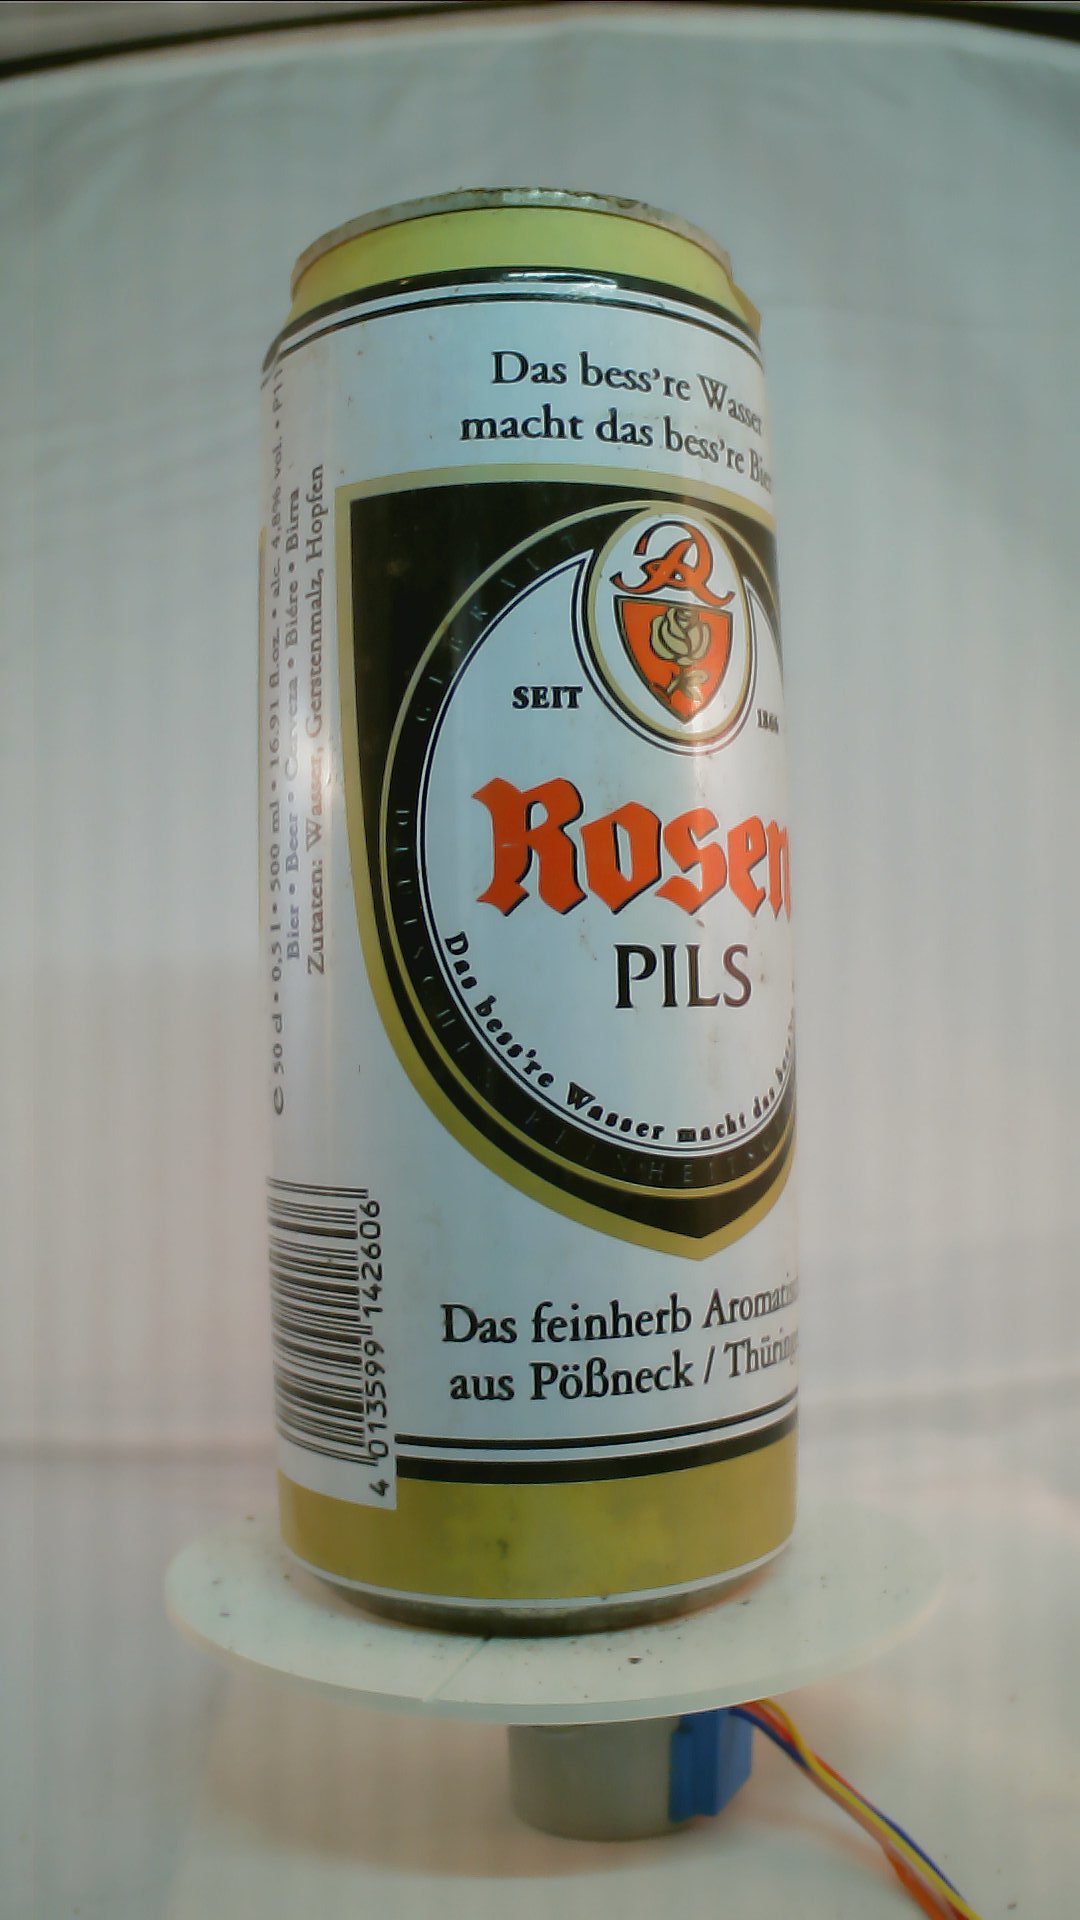 Das bess're Wasser
macht das bess're Bier
SEIT
Rosen
PILS
Das bess're Wasser macht das
Das feinherb
aus Pößneck /
℮ 50 cl • 0,5 l • 500 ml • 16.91 fl.oz. • alc. 4,8% vol.
Bier • Beer • Cerveza • Bière • Birra
Zutaten: Wasser, Gerstenmalz, Hopfen
4 013599 142606